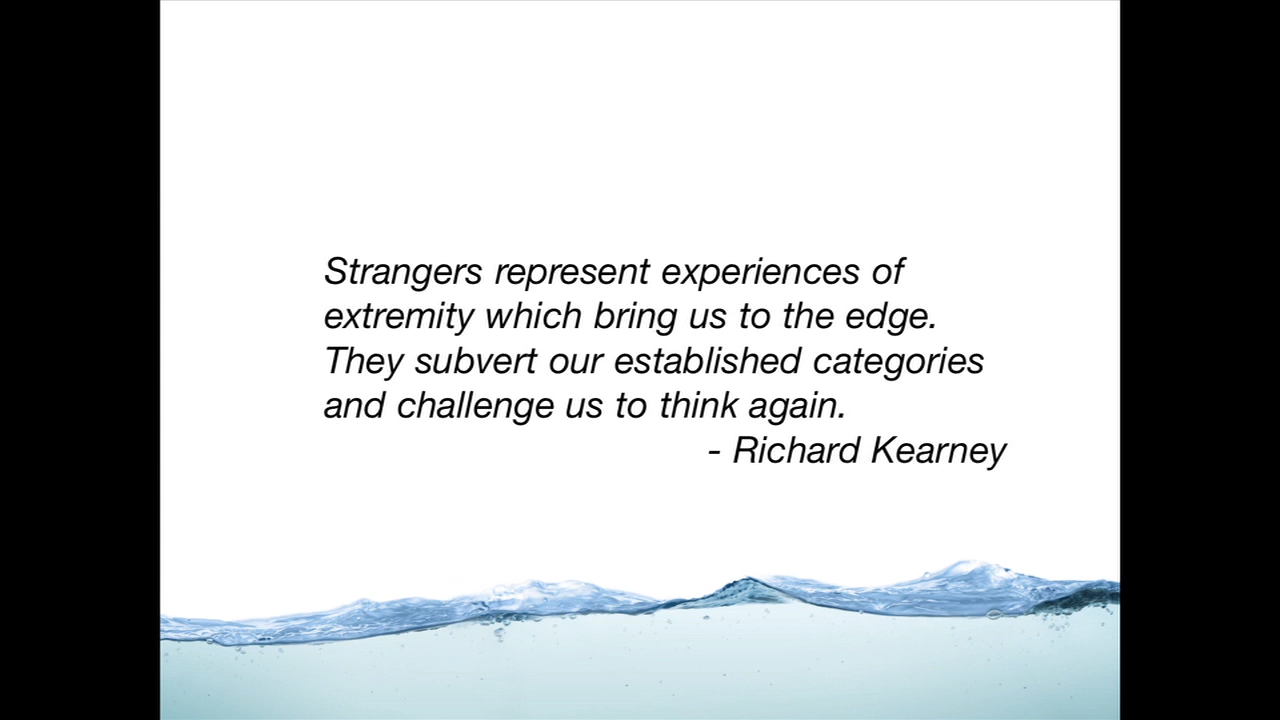 Strangers represent experiences of
extremity which bring us to the edge.
They subvert our established categories
and challenge us to think again.
- Richard Kearney